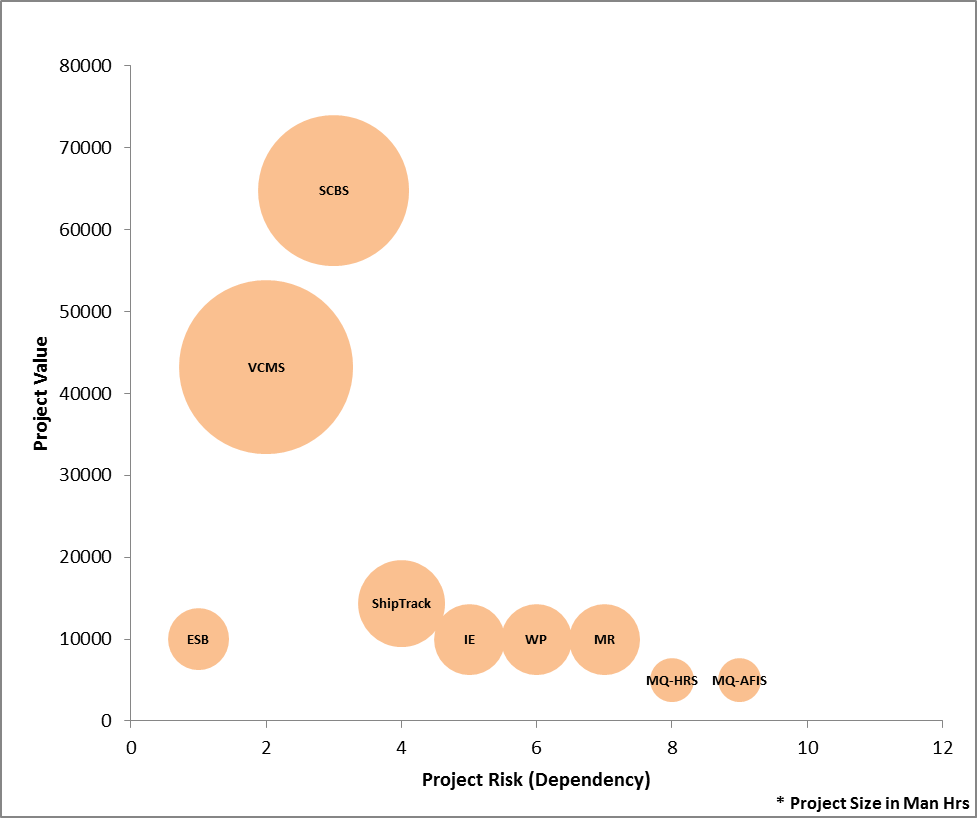 80000
70000
60000
50000
40000
30000
20000
10000
0
Project Value
SCBS
VCMS
ShipTrack
ESB
IE
WP
MR
MQ-HRS
MQ-AFIS
0 2 4 6 8 10 12
Project Risk (Dependency)
* Project Size in Man Hrs